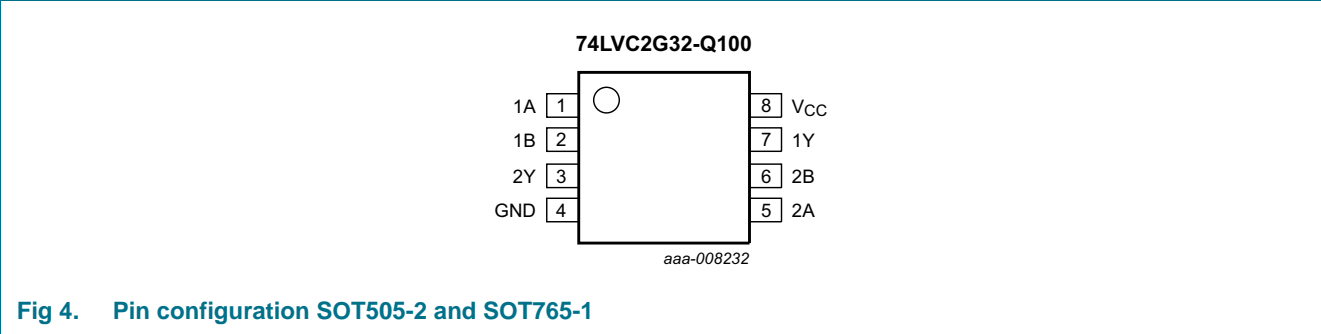 74LVC2G32-Q100
1A 1 8 VCC
1B 2 7 1Y
2Y 3 6 2B
GND 4 5 2A
aaa-008232
Fig 4. Pin configuration SOT505-2 and SOT765-1